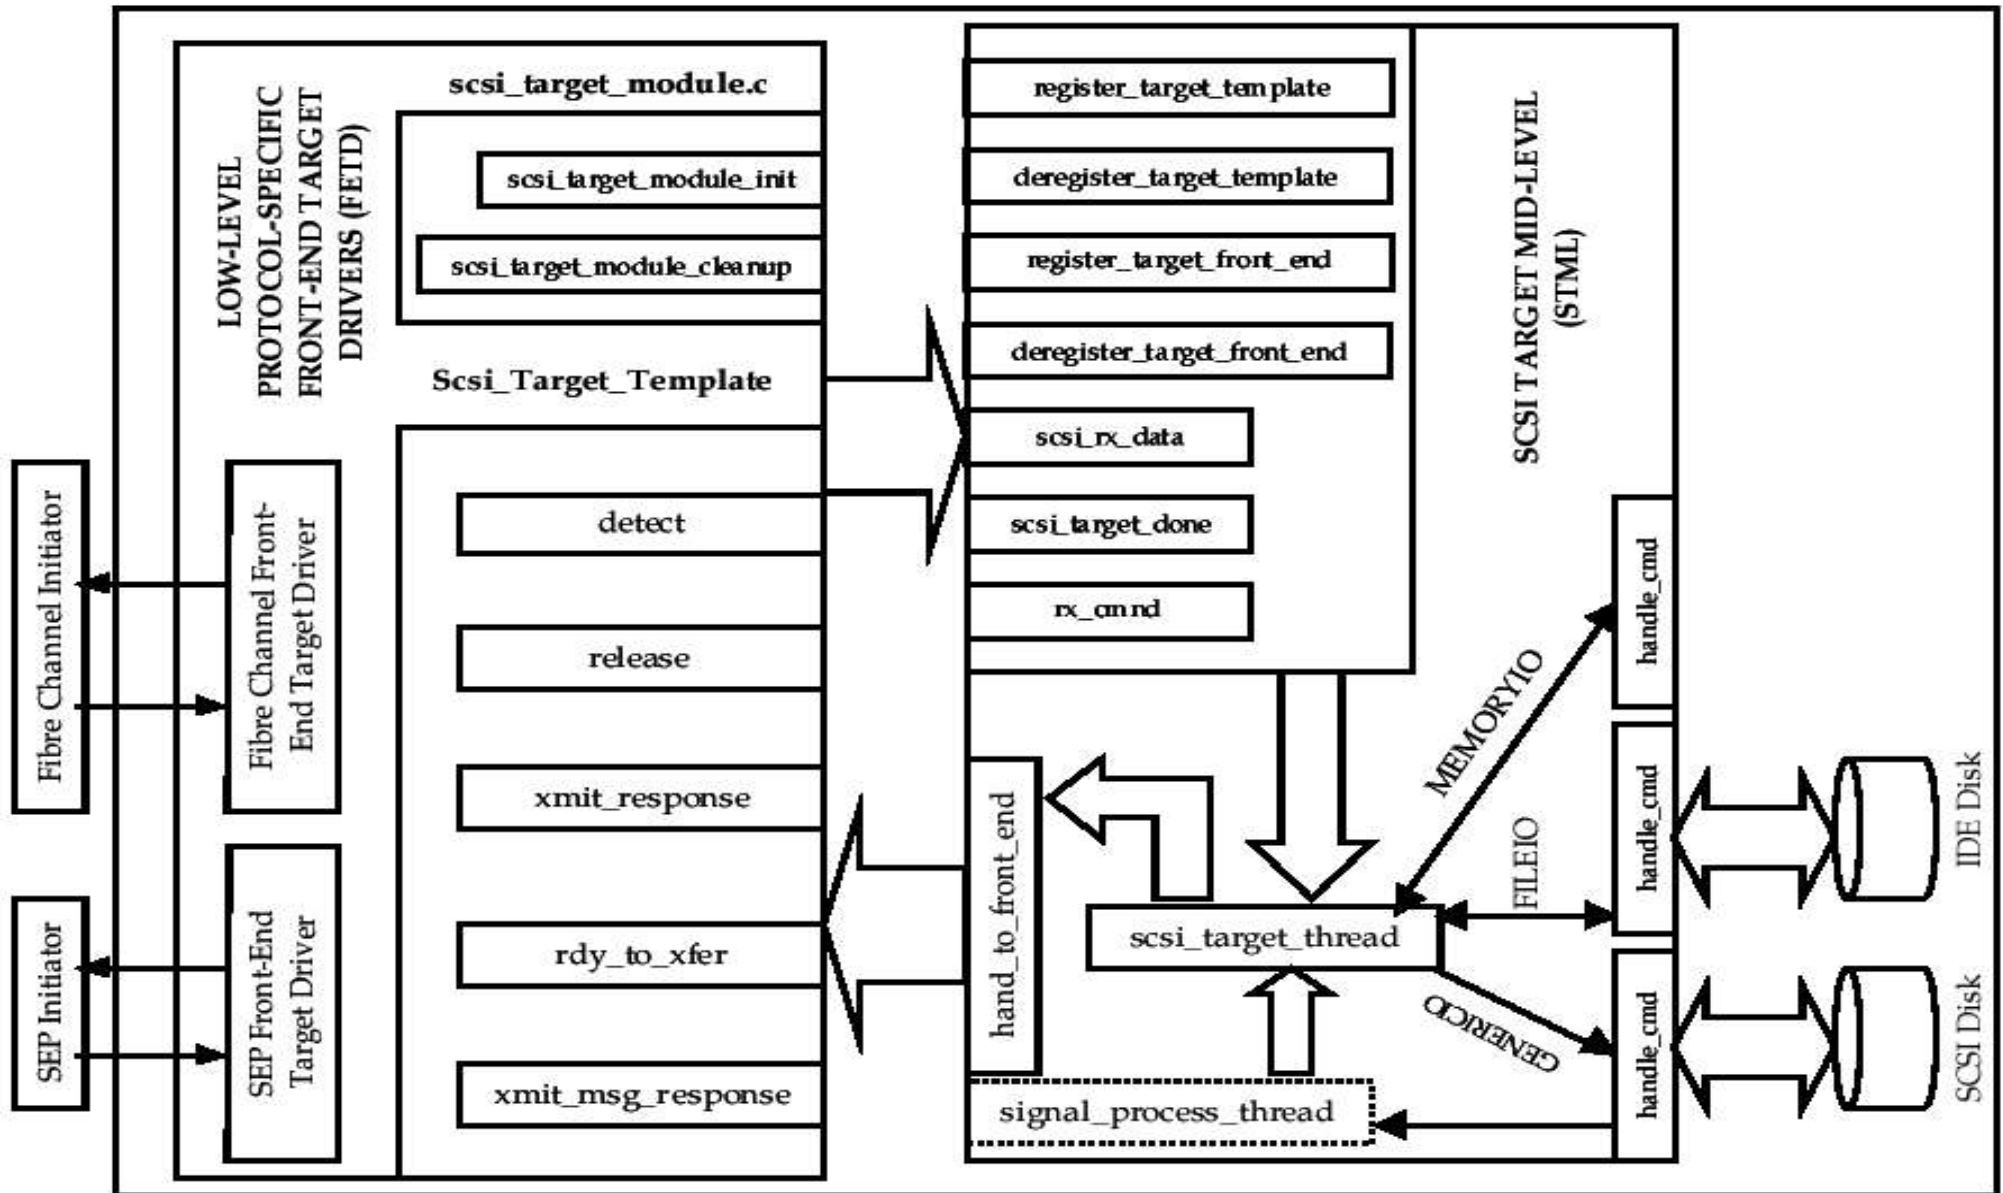 scsi_target_module.c
scsi_target_module_init
scsi_target_module_cleanup
LOW-LEVEL
PROTOCOL-SPECIFIC
FRONT-END TARGET
DRIVERS (FETD)
Scsi_Target_Template
detect
release
xmit_response
rdy_to_xfer
xmit_msg_response
Fibre Channel Initiator
Fibre Channel Front-
End Target Driver
SEP Initiator
SEP Front-End
Target Driver
register_target_template
deregister_target_template
register_target_front_end
deregister_target_front_end
scsi_rx_data
scsi_target_done
rx_cmnd
SCSI TARGET MID-LEVEL
(STML)
hand_to_front_end
scsi_target_thread
signal_process_thread
MEMORYIO
FILEIO
GENERICIO
handle_cmd
handle_cmd
handle_cmd
IDE Disk
SCSI Disk